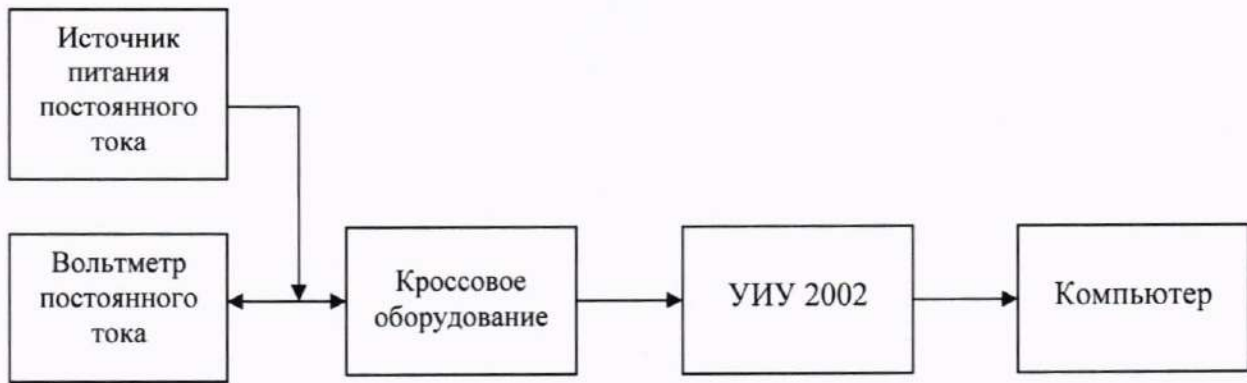 Источник
питания
постоянного
тока
Вольтметр
постоянного
тока
Кроссовое
оборудование
УИУ 2002
Компьютер